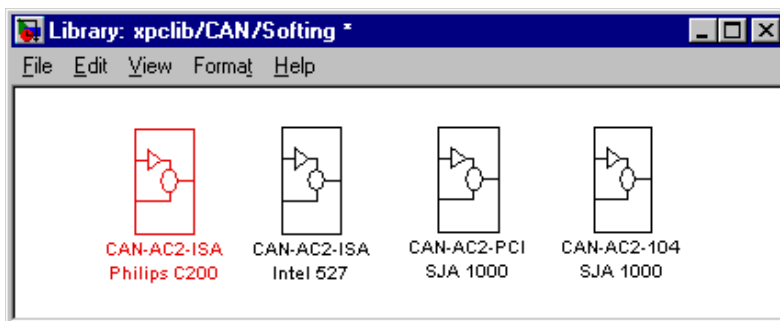 Library: xpclib/CAN/Softing *
File Edit View Format Help
CAN-AC2-ISA CAN-AC2-ISA CAN-AC2-PCI CAN-AC2-104
Philips C200 Intel 527 SJA 1000 SJA 1000